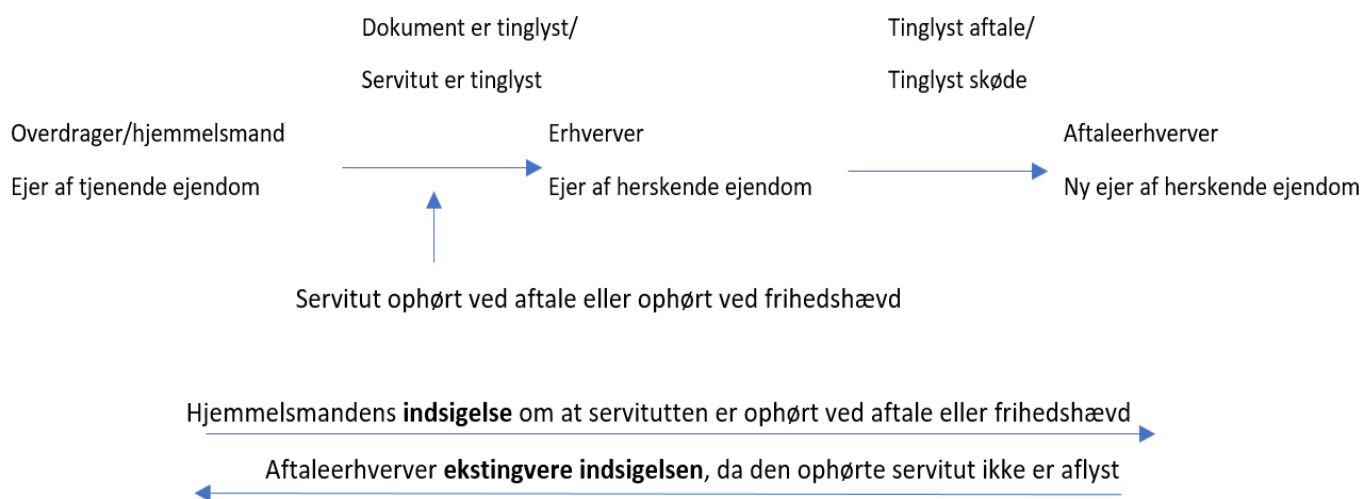 Dokument er tinglyst/
Servitut er tinglyst
Tinglyst aftale/
Tinglyst skøde
Overdrager/hjemmelsmand
Ejer af tjenende ejendom
Erhverver
Ejer af herskende ejendom
Aftaleerhverver
Ny ejer af herskende ejendom
Servitut ophørt ved aftale eller ophørt ved frihedshævd
Hjemmelsmandens indsigelse om at servitutten er ophørt ved aftale eller frihedshævd
Aftaleerhverver ekstingvere indsigelsen, da den ophørte servitut ikke er aflyst